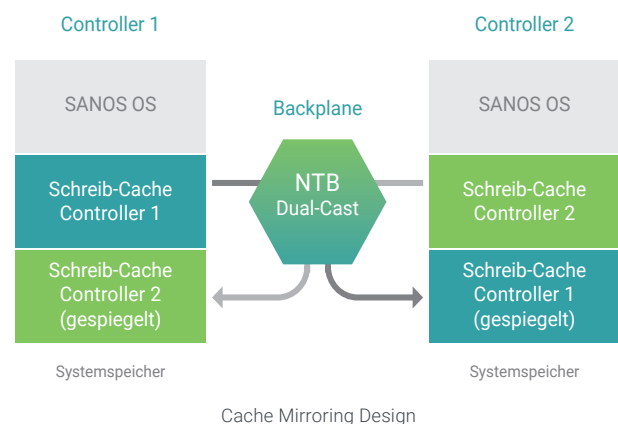 Controller 1
Controller 2
SANOS OS
SANOS OS
Backplane
NTB
Dual-Cast
Schreib-Cache
Controller 1
Schreib-Cache
Controller 2
Schreib-Cache
Controller 2
(gespiegelt)
Schreib-Cache
Controller 1
(gespiegelt)
Systemspeicher
Systemspeicher
Cache Mirroring Design